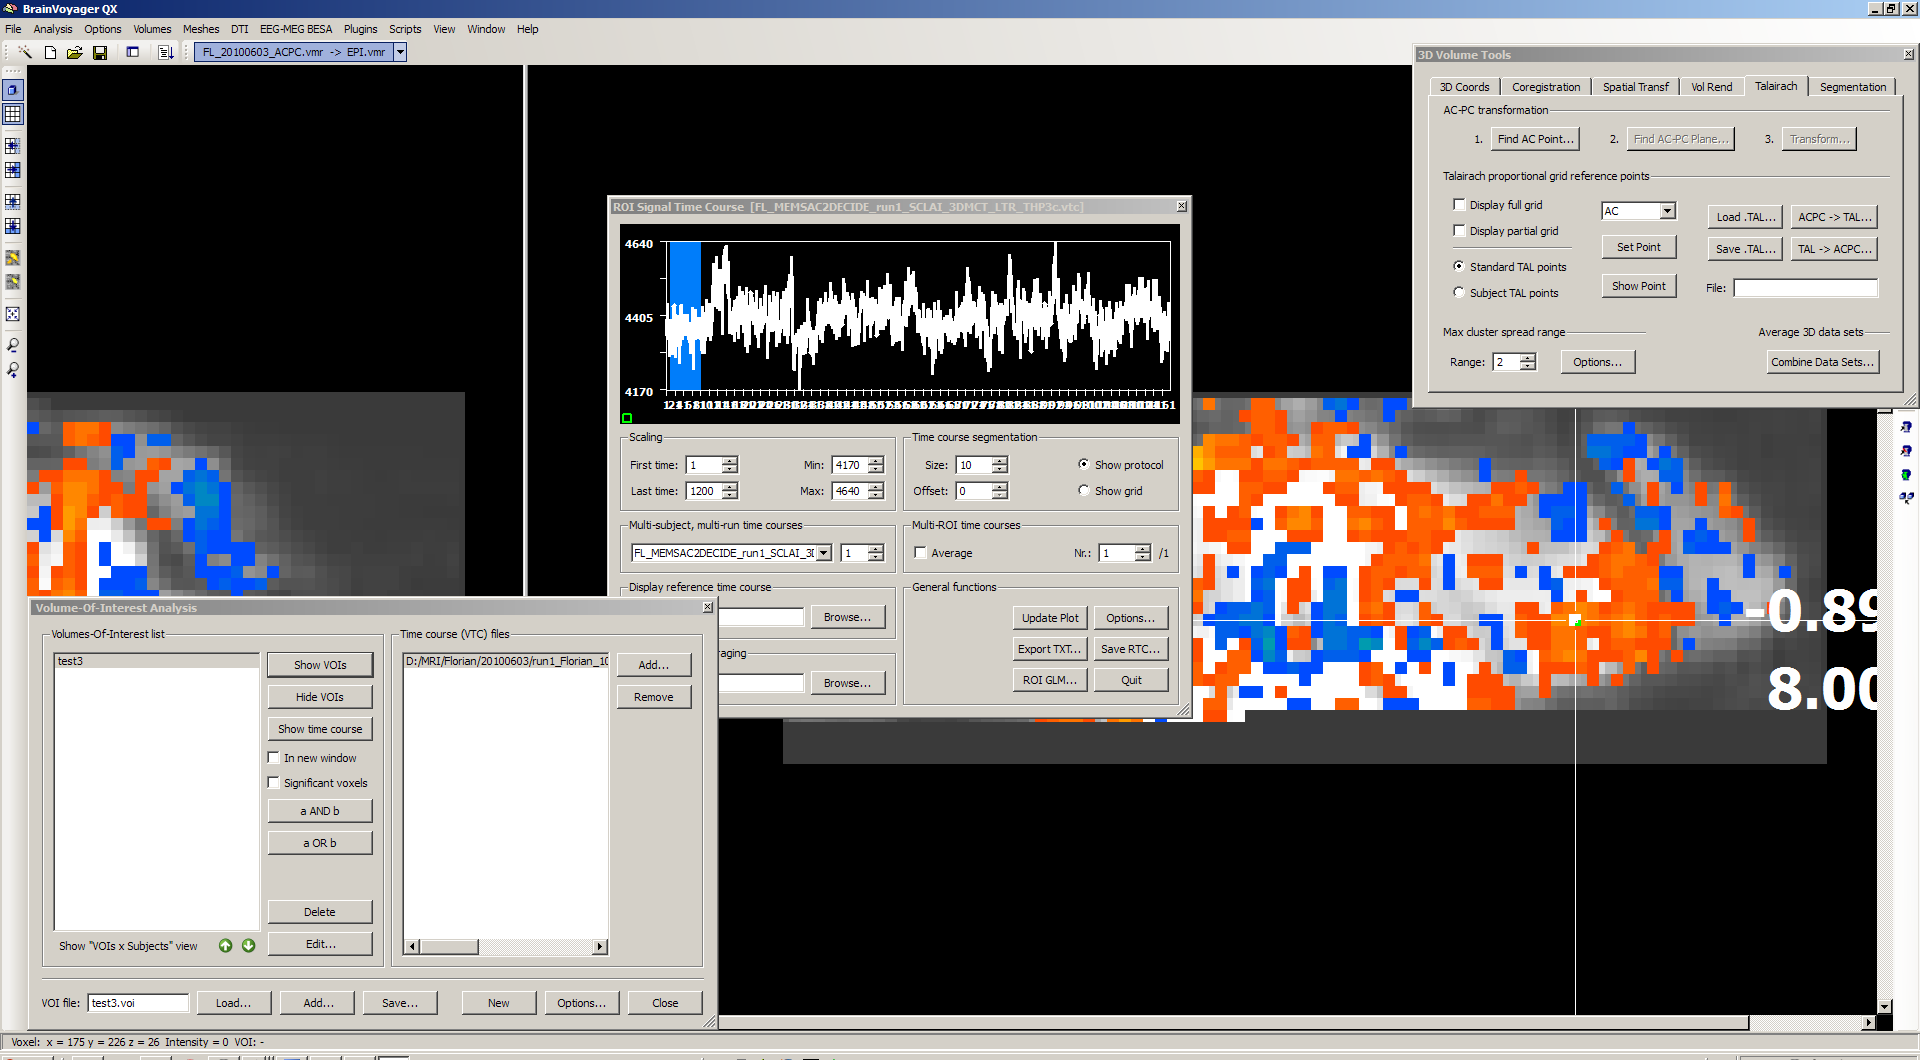 BrainVoyager QX
File Analysis Options Volumes Meshes DTI EEG-MEG BESA Plugins Scripts View Window Help
FL_20100603_ACPC.vmr -> EPI.vmr
3D Volume Tools
3D Coords Coregistration Spatial Transf Vol Rend Talairach Segmentation
AC-PC transformation
1. Find AC Point... 2. Find AC-PC Plane... 3. Transform...
Talairach proportional grid reference points
Display full grid AC Load .TAL... ACPC -> TAL...
Display partial grid
Set Point Save .TAL... TAL -> ACPC...
Standard TAL points
Subject TAL points Show Point File:
Max cluster spread range Average 3D data sets
Range: 2 Options... Combine Data Sets...
ROI Signal Time Course [FL_MEMSAC2DECIDE_run1_SCLAI_3DMCT_LTR_THP3c.vtc]
4640
4405
4170
Scaling Time course segmentation
First time: 1 Min: 4170 Size: 10 Show protocol
Last time: 1200 Max: 4640 Offset: 0 Show grid
Multi-subject, multi-run time courses Multi-ROI time courses
FL_MEMSAC2DECIDE_run1_SCLAI_3I 1 Average Nr.: 1 /1
Display reference time course General functions
Browse... Update Plot Options...
raging Export TXT... Save RTC...
Browse... ROI GLM... Quit
-0.89
8.00
Volume-Of-Interest Analysis
Volumes-Of-Interest list Time course (VTC) files
test3 Show VOIs D:/MRI/Florian/20100603/run1_Florian_10 Add...
Hide VOIs Remove
Show time course
In new window
Significant voxels
a AND b
a OR b
Delete
Show "VOIs x Subjects" view Edit...
VOI file: test3.voi Load... Add... Save... New Options... Close
Voxel: x = 175 y = 226 z = 26 Intensity = 0 VOI: -